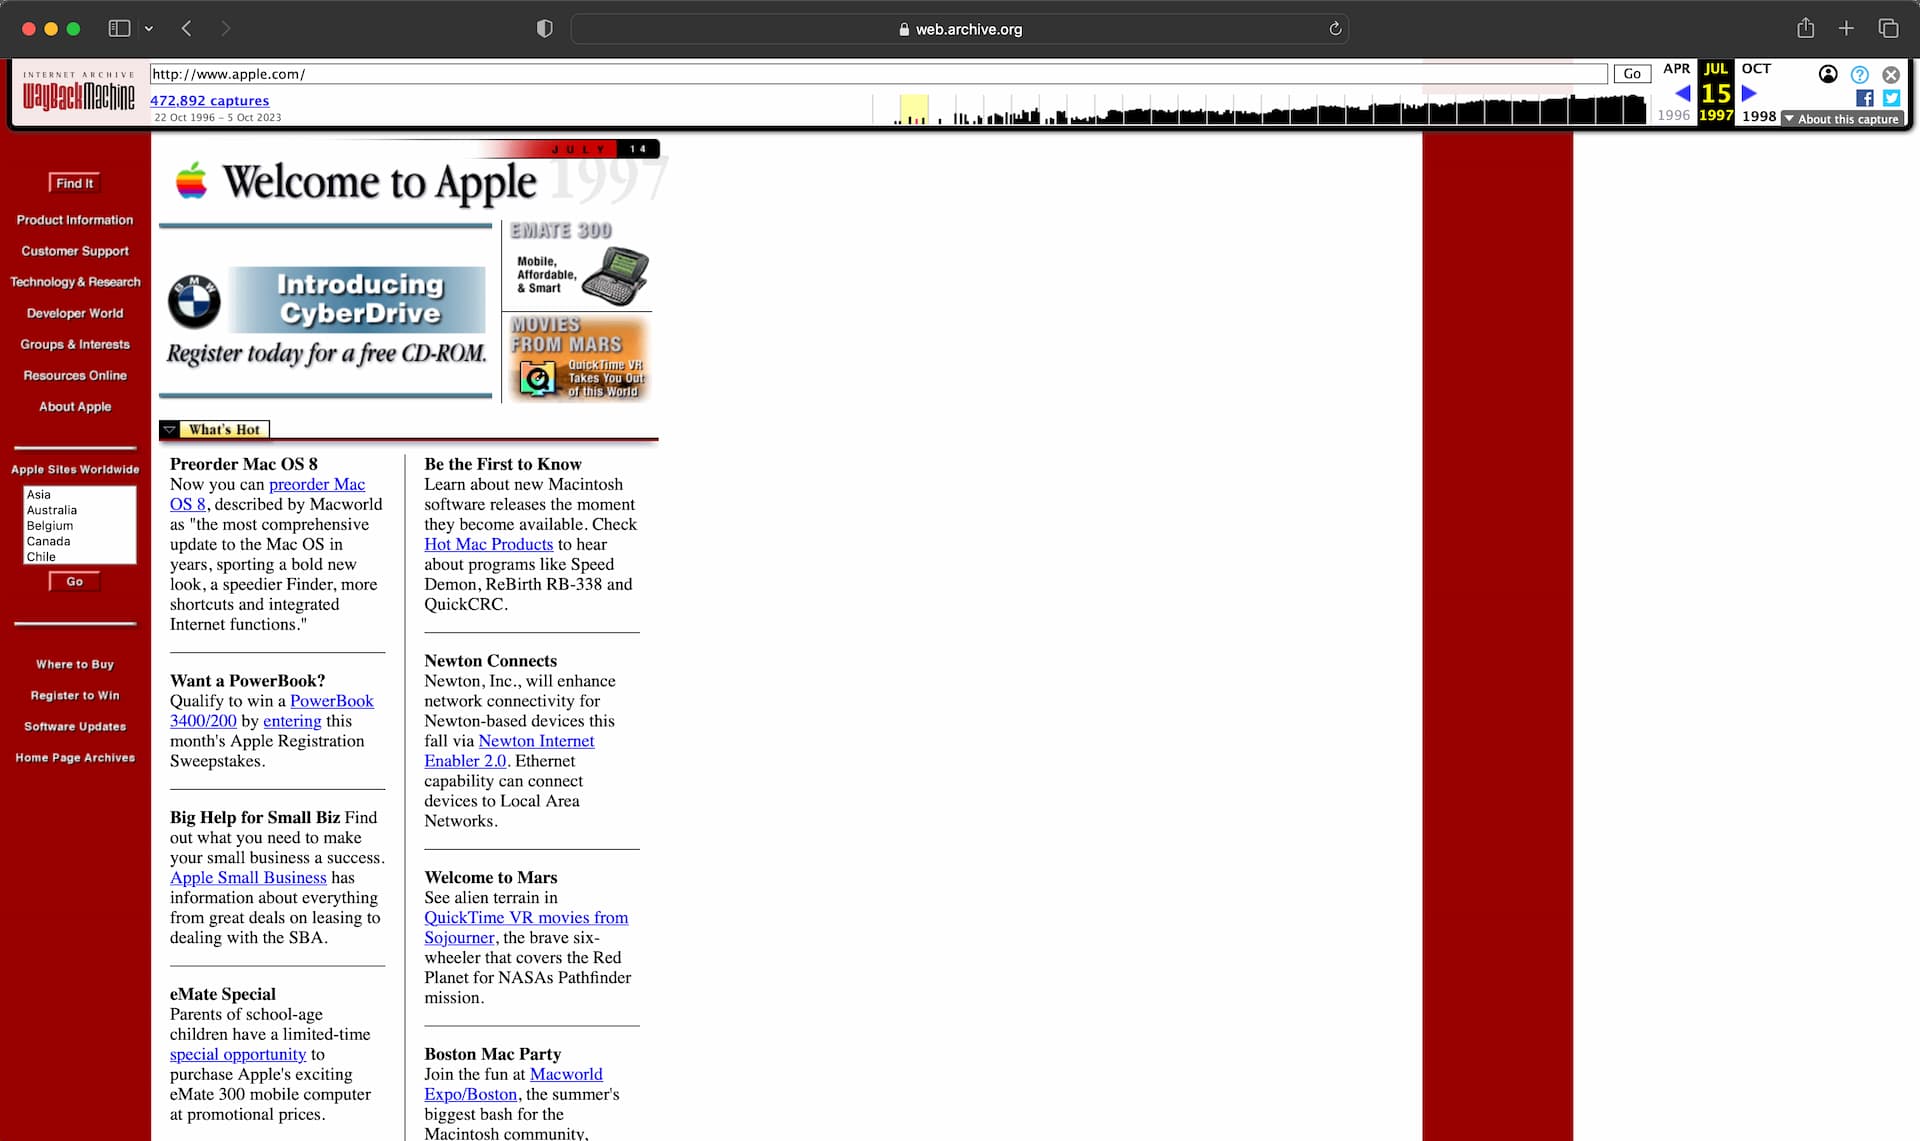 web.archive.org
INTERNET ARCHIVE
WayBackMachine
http://www.apple.com/
Go
472,892 captures
22 Oct 1996 – 5 Oct 2023
APR JUL OCT
15
1996 1997 1998
About this capture
Find It
Product Information
Customer Support
Technology & Research
Developer World
Groups & Interests
Resources Online
About Apple
Apple Sites Worldwide
Asia
Australia
Belgium
Canada
Chile
Go
Where to Buy
Register to Win
Software Updates
Home Page Archives
JULY 14
1997
Welcome to Apple
BMW
Introducing
CyberDrive
Register today for a free CD-ROM.
EMATE 300
Mobile,
Affordable,
& Smart
MOVIES
FROM MARS
QuickTime VR
Takes You Out
of this World
What's Hot
Preorder Mac OS 8
Now you can preorder Mac
OS 8, described by Macworld
as "the most comprehensive
update to the Mac OS in
years, sporting a bold new
look, a speedier Finder, more
shortcuts and integrated
Internet functions."
Want a PowerBook?
Qualify to win a PowerBook
3400/200 by entering this
month's Apple Registration
Sweepstakes.
Big Help for Small Biz Find
out what you need to make
your small business a success.
Apple Small Business has
information about everything
from great deals on leasing to
dealing with the SBA.
eMate Special
Parents of school-age
children have a limited-time
special opportunity to
purchase Apple's exciting
eMate 300 mobile computer
at promotional prices.
Be the First to Know
Learn about new Macintosh
software releases the moment
they become available. Check
Hot Mac Products to hear
about programs like Speed
Demon, ReBirth RB-338 and
QuickCRC.
Newton Connects
Newton, Inc., will enhance
network connectivity for
Newton-based devices this
fall via Newton Internet
Enabler 2.0. Ethernet
capability can connect
devices to Local Area
Networks.
Welcome to Mars
See alien terrain in
QuickTime VR movies from
Sojourner, the brave six-
wheeler that covers the Red
Planet for NASAs Pathfinder
mission.
Boston Mac Party
Join the fun at Macworld
Expo/Boston, the summer's
biggest bash for the
Macintosh community,